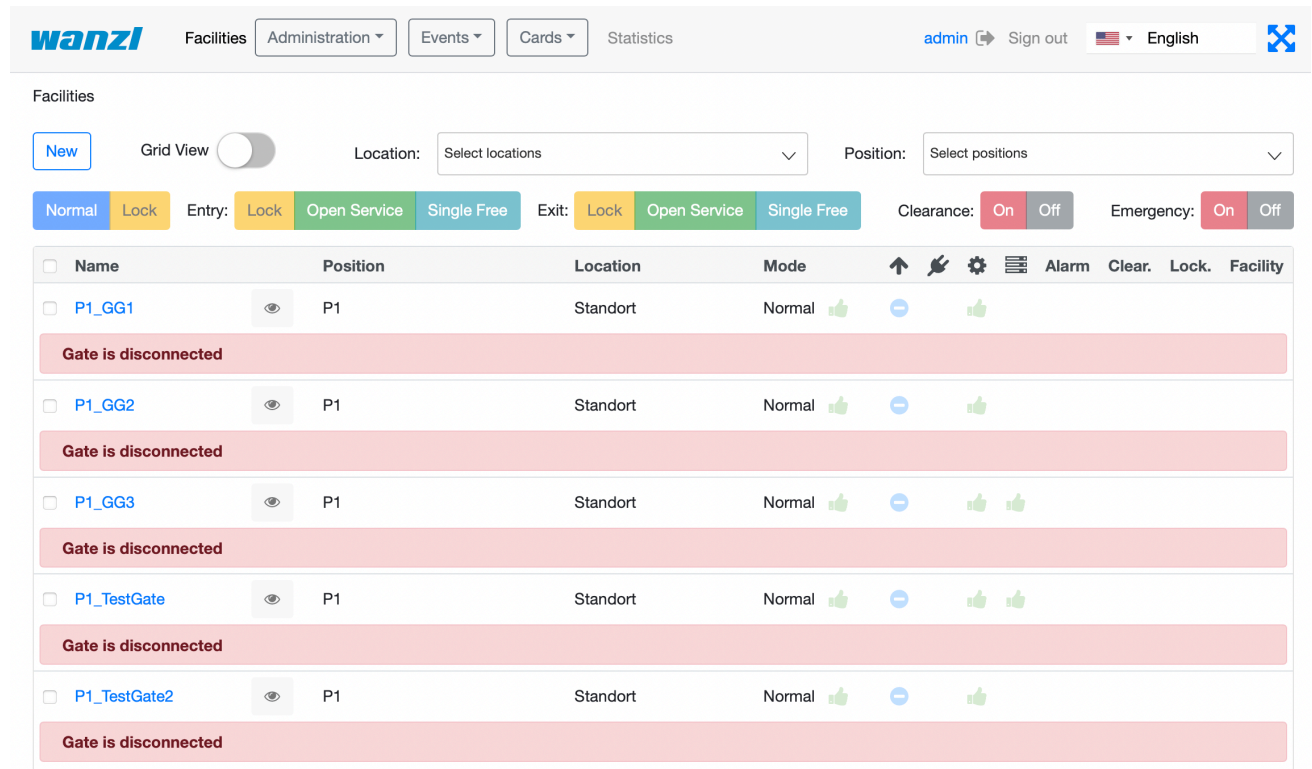 wanzl Facilities Administration Events Cards Statistics admin Sign out English
Facilities
New Grid View Location: Select locations Position: Select positions
Normal Lock Entry: Lock Open Service Single Free Exit: Lock Open Service Single Free Clearance: On Off Emergency: On Off
Name Position Location Mode Alarm Clear. Lock. Facility
P1_GG1 P1 Standort Normal
Gate is disconnected
P1_GG2 P1 Standort Normal
Gate is disconnected
P1_GG3 P1 Standort Normal
Gate is disconnected
P1_TestGate P1 Standort Normal
Gate is disconnected
P1_TestGate2 P1 Standort Normal
Gate is disconnected